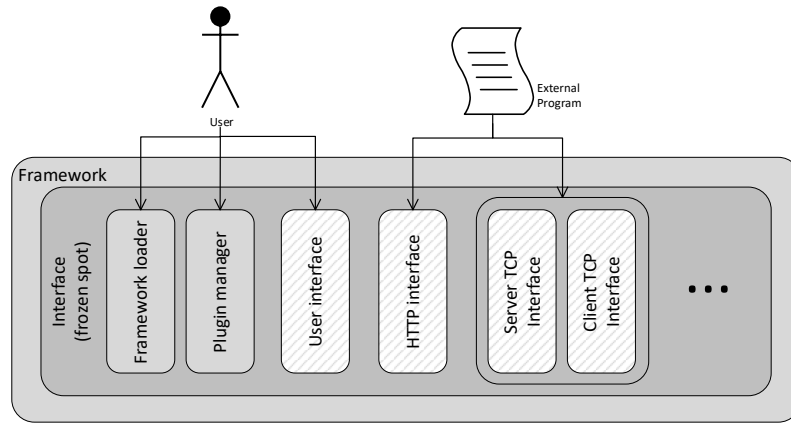 User
External
Program
Framework
Interface
(frozen spot)
Framework loader
Plugin manager
User interface
HTTP interface
Server TCP
Interface
Client TCP
Interface
...